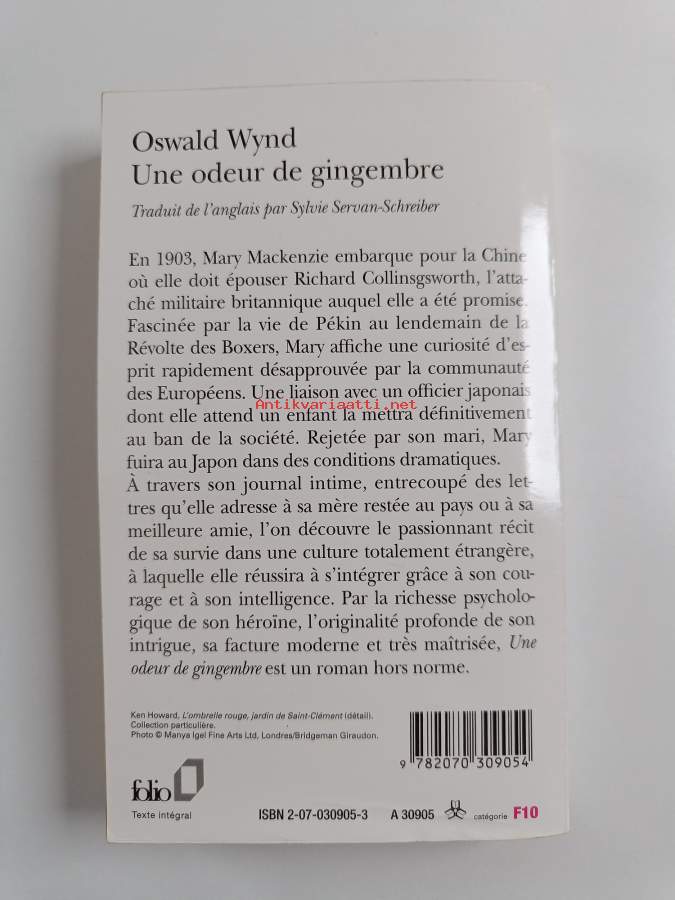 Oswald Wynd
Une odeur de gingembre
Traduit de l'anglais par Sylvie Servan-Schreiber
En 1903, Mary Mackenzie embarque pour la Chine
où elle doit épouser Richard Collinsgsworth, l'atta-
ché militaire britannique auquel elle a été promise.
Fascinée par la vie de Pékin au lendemain de la
Révolte des Boxers, Mary affiche une curiosité d'es-
prit rapidement désapprouvée par la communauté
des Européens. Une liaison avec un officier japonais
Antikvariaatti.net
dont elle attend un enfant la mettra définitivement
au ban de la société. Rejetée par son mari, Mary
fuira au Japon dans des conditions dramatiques.
À travers son journal intime, entrecoupé des let-
tres qu'elle adresse à sa mère restée au pays ou à sa
meilleure amie, l'on découvre le passionnant récit
de sa survie dans une culture totalement étrangère,
à laquelle elle réussira à s'intégrer grâce à son cou-
rage et à son intelligence. Par la richesse psycholo-
gique de son héroïne, l'originalité profonde de son
intrigue, sa facture moderne et très maîtrisée, Une
odeur de gingembre est un roman hors norme.
Ken Howard, L'ombrelle rouge, jardin de Saint-Clément (détail).
Collection particulière.
Photo © Manya Igel Fine Arts Ltd, Londres/Bridgeman Giraudon.
9 782070 309054
folio
Texte intégral
ISBN 2-07-030905-3 A 30905 catégorie F10